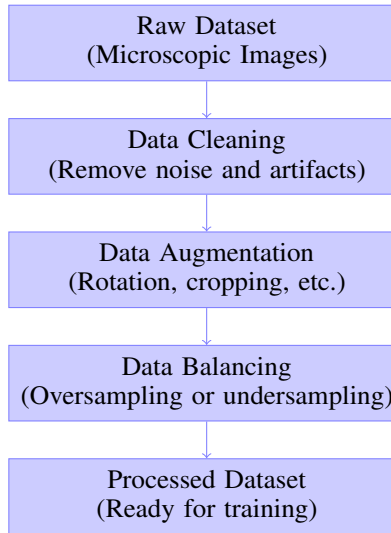 Raw Dataset
(Microscopic Images)
Data Cleaning
(Remove noise and artifacts)
Data Augmentation
(Rotation, cropping, etc.)
Data Balancing
(Oversampling or undersampling)
Processed Dataset
(Ready for training)